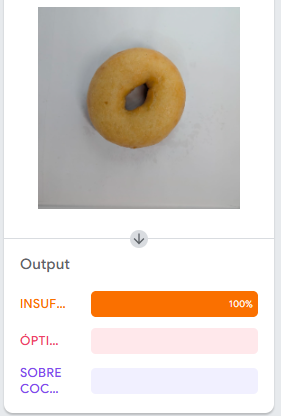 Output
INSUF...
100%
ÓPTI...
SOBRE
COC...